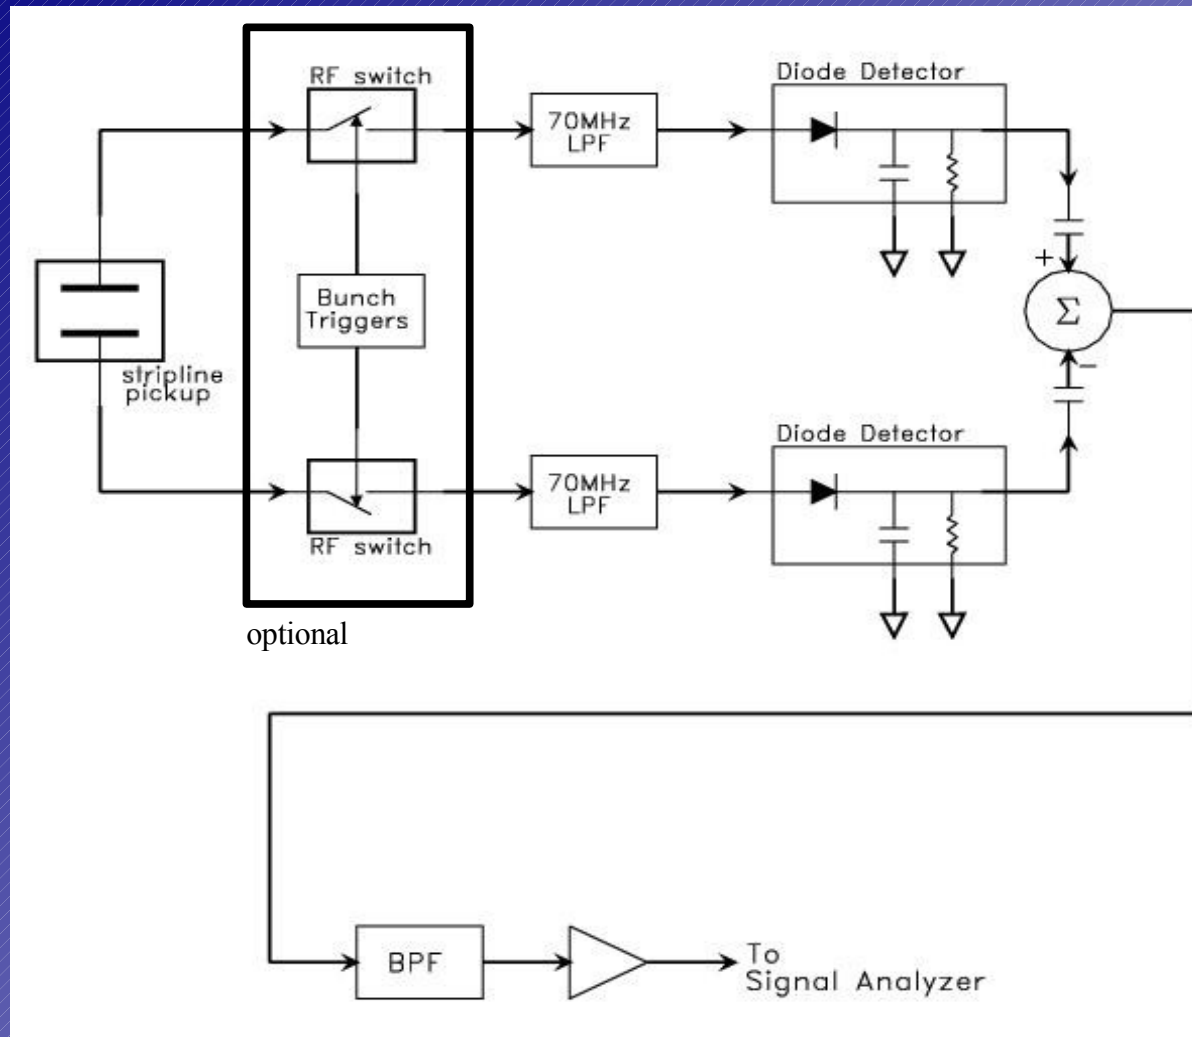 RF switch
Diode Detector
70MHz
LPF
+
Bunch
Triggers
Σ
stripline
pickup
−
Diode Detector
70MHz
LPF
RF switch
optional
BPF
To
Signal Analyzer